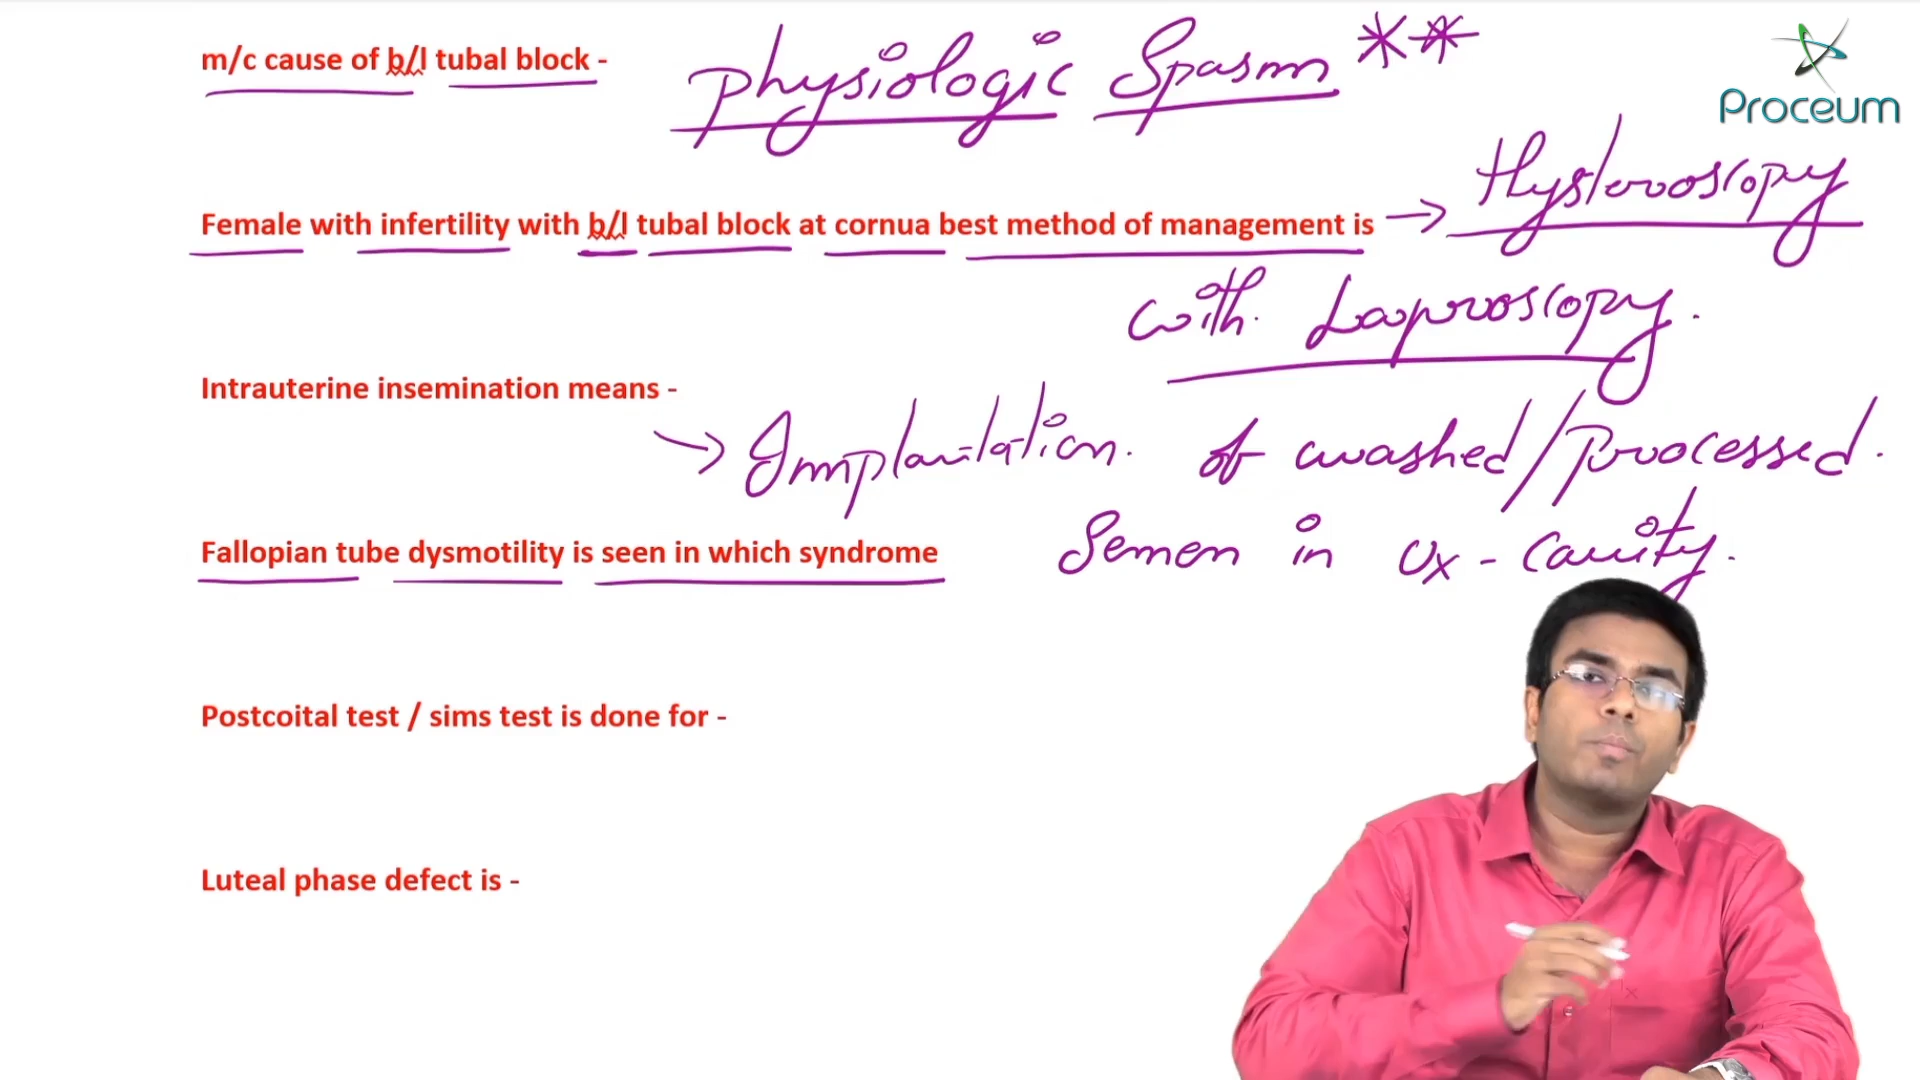 m/c cause of b/l tubal block - physiologic Spasm **
Proceum
Female with infertility with b/l tubal block at cornua best method of management is → Hysteroscopy
with Laproscopy.
Intrauterine insemination means -
→ Implantation. of washed/processed.
Semen in Ux - Cavity.
Fallopian tube dysmotility is seen in which syndrome
Postcoital test / sims test is done for -
Luteal phase defect is -